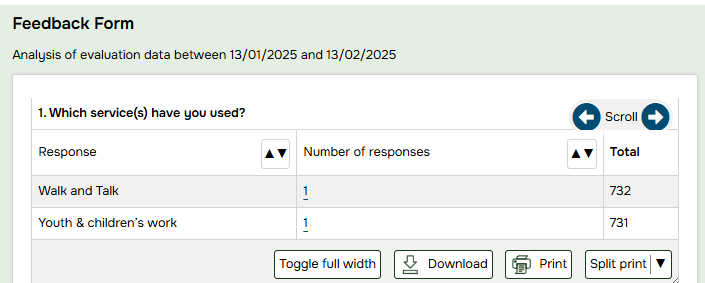 Feedback Form
Analysis of evaluation data between 13/01/2025 and 13/02/2025
1. Which service(s) have you used?
Scroll
Response ▲▼ Number of responses ▲▼ Total
Walk and Talk 1 732
Youth & children’s work 1 731
Toggle full width Download Print Split print ▼